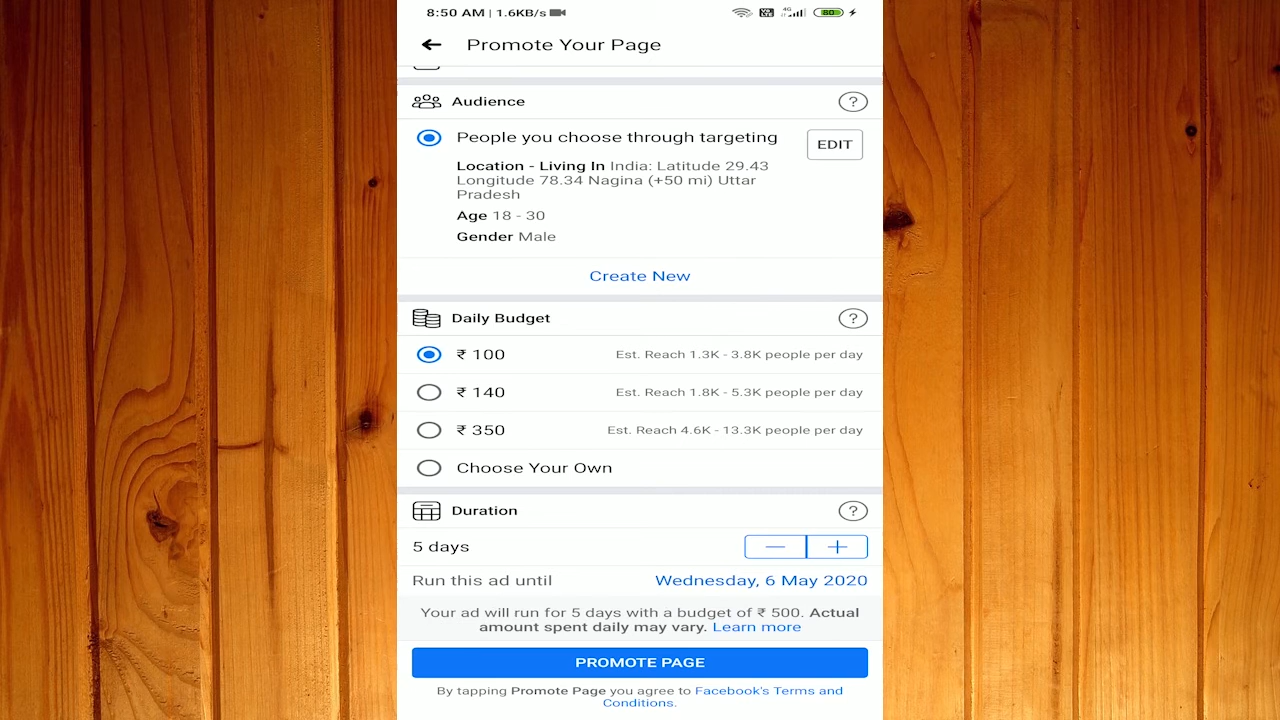 8:50 AM | 1.6KB/s
4G
80
Promote Your Page
Audience
?
People you choose through targeting
EDIT
Location - Living In India: Latitude 29.43
Longitude 78.34 Nagina (+50 mi) Uttar
Pradesh
Age 18 - 30
Gender Male
Create New
Daily Budget
?
₹ 100 Est. Reach 1.3K - 3.8K people per day
₹ 140 Est. Reach 1.8K - 5.3K people per day
₹ 350 Est. Reach 4.6K - 13.3K people per day
Choose Your Own
Duration
?
5 days
Run this ad until Wednesday, 6 May 2020
Your ad will run for 5 days with a budget of ₹ 500. Actual
amount spent daily may vary. Learn more
PROMOTE PAGE
By tapping Promote Page you agree to Facebook's Terms and
Conditions.